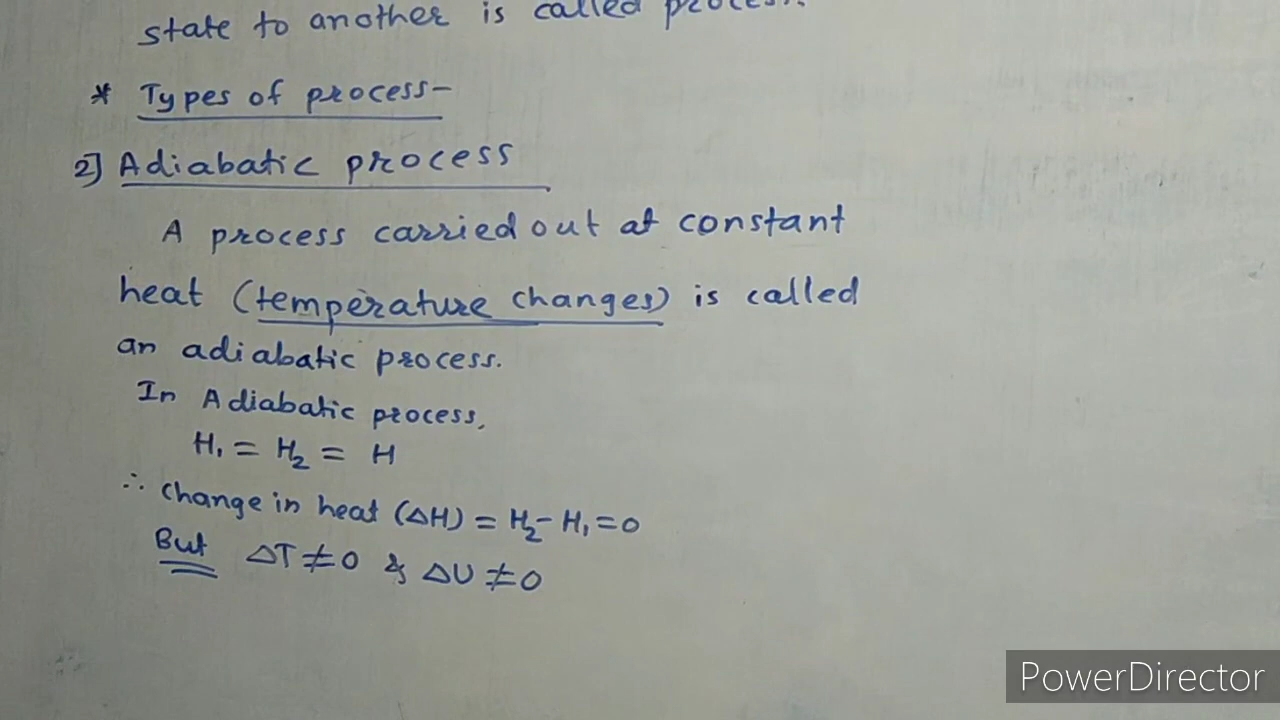 state to another is called process.
* Types of process-
2] Adiabatic process
A process carried out at constant
heat (temperature changes) is called
an adiabatic process.
In Adiabatic process,
H₁ = H₂ = H
∴ Change in heat (ΔH) = H₂- H₁ = 0
But ΔT ≠ 0 & ΔU ≠ 0
PowerDirector